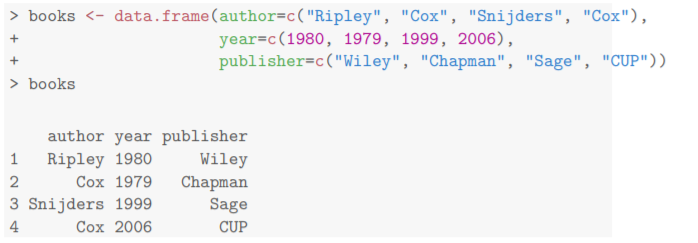 > books <- data.frame(author=c("Ripley", "Cox", "Snijders", "Cox"),
+                     year=c(1980, 1979, 1999, 2006),
+                     publisher=c("Wiley", "Chapman", "Sage", "CUP"))
> books
    author year publisher
1   Ripley 1980     Wiley
2      Cox 1979   Chapman
3 Snijders 1999      Sage
4      Cox 2006       CUP